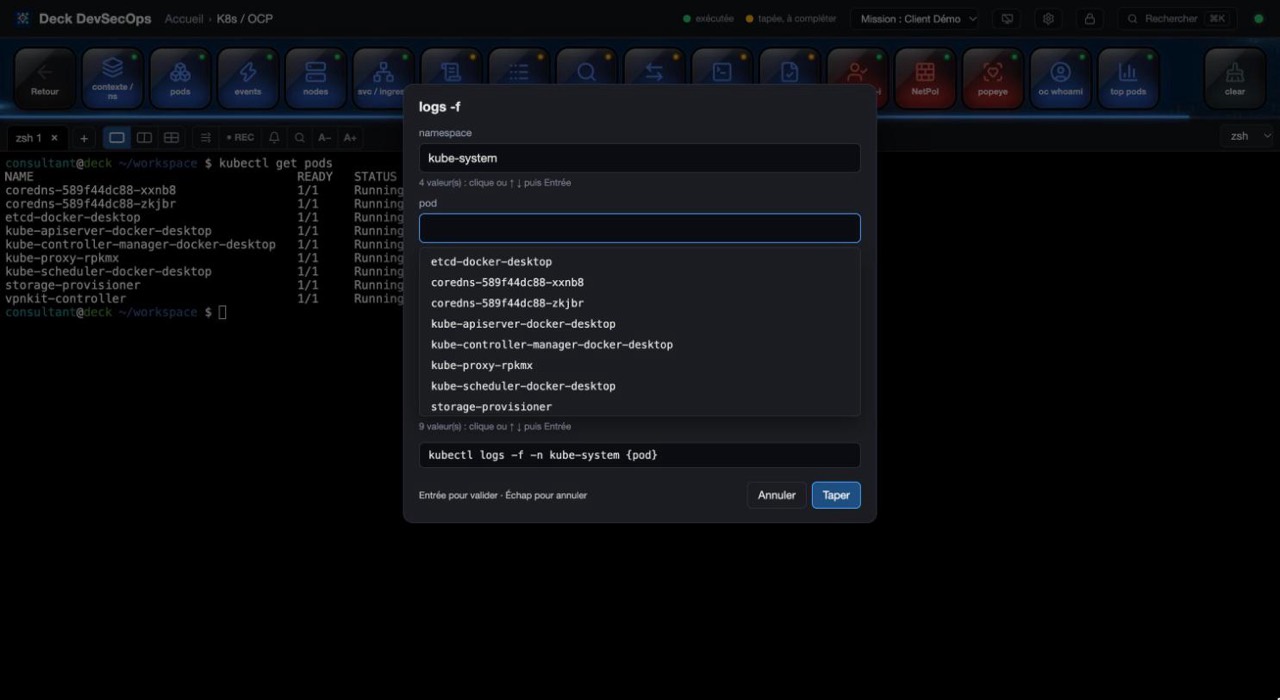 Deck DevSecOps Accueil › K8s / OCP exécutée tapée, à compléter Mission : Client Démo Rechercher ⌘K
Retour contexte / ns pods events nodes svc / ingres NetPol popeye oc whoami top pods clear
zsh 1 × + • REC A− A+ zsh
consultant@deck ~/workspace $ kubectl get pods
NAME READY STATUS
coredns-589f44dc88-xxnb8 1/1 Running
coredns-589f44dc88-zkjbr 1/1 Running
etcd-docker-desktop 1/1 Running
kube-apiserver-docker-desktop 1/1 Running
kube-controller-manager-docker-desktop 1/1 Running
kube-proxy-rpkmx 1/1 Running
kube-scheduler-docker-desktop 1/1 Running
storage-provisioner 1/1 Running
vpnkit-controller 1/1 Running
consultant@deck ~/workspace $
logs -f
namespace
kube-system
4 valeur(s) : clique ou ↑ ↓ puis Entrée
pod
etcd-docker-desktop
coredns-589f44dc88-xxnb8
coredns-589f44dc88-zkjbr
kube-apiserver-docker-desktop
kube-controller-manager-docker-desktop
kube-proxy-rpkmx
kube-scheduler-docker-desktop
storage-provisioner
9 valeur(s) : clique ou ↑ ↓ puis Entrée
kubectl logs -f -n kube-system {pod}
Entrée pour valider · Échap pour annuler Annuler Taper